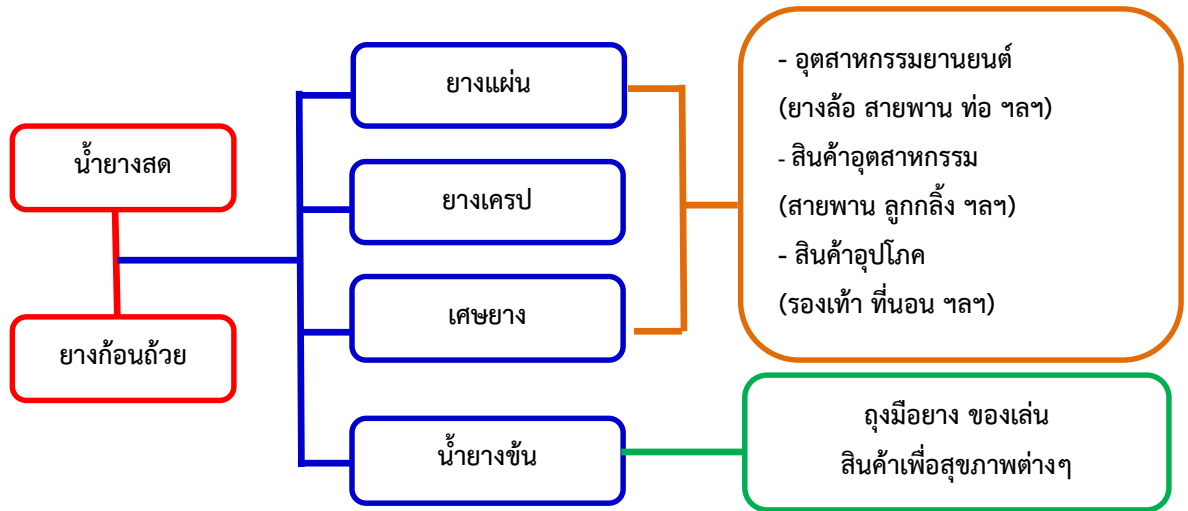 น้ำยางสด
ยางก้อนถ้วย
ยางแผ่น
ยางเครป
เศษยาง
น้ำยางข้น
- อุตสาหกรรมยานยนต์
(ยางล้อ สายพาน ท่อ ฯลฯ)
- สินค้าอุตสาหกรรม
(สายพาน ลูกกลิ้ง ฯลฯ)
- สินค้าอุปโภค
(รองเท้า ที่นอน ฯลฯ)
ถุงมือยาง ของเล่น
สินค้าเพื่อสุขภาพต่างๆ